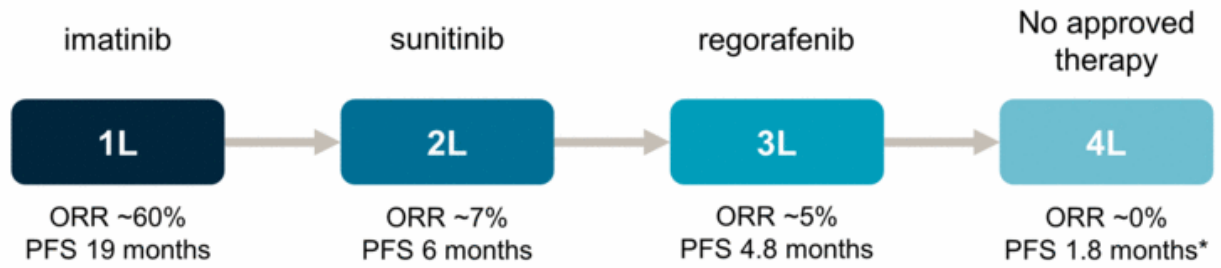 imatinib
sunitinib
regorafenib
No approved
therapy
1L
2L
3L
4L
ORR ~60%
PFS 19 months
ORR ~7%
PFS 6 months
ORR ~5%
PFS 4.8 months
ORR ~0%
PFS 1.8 months*